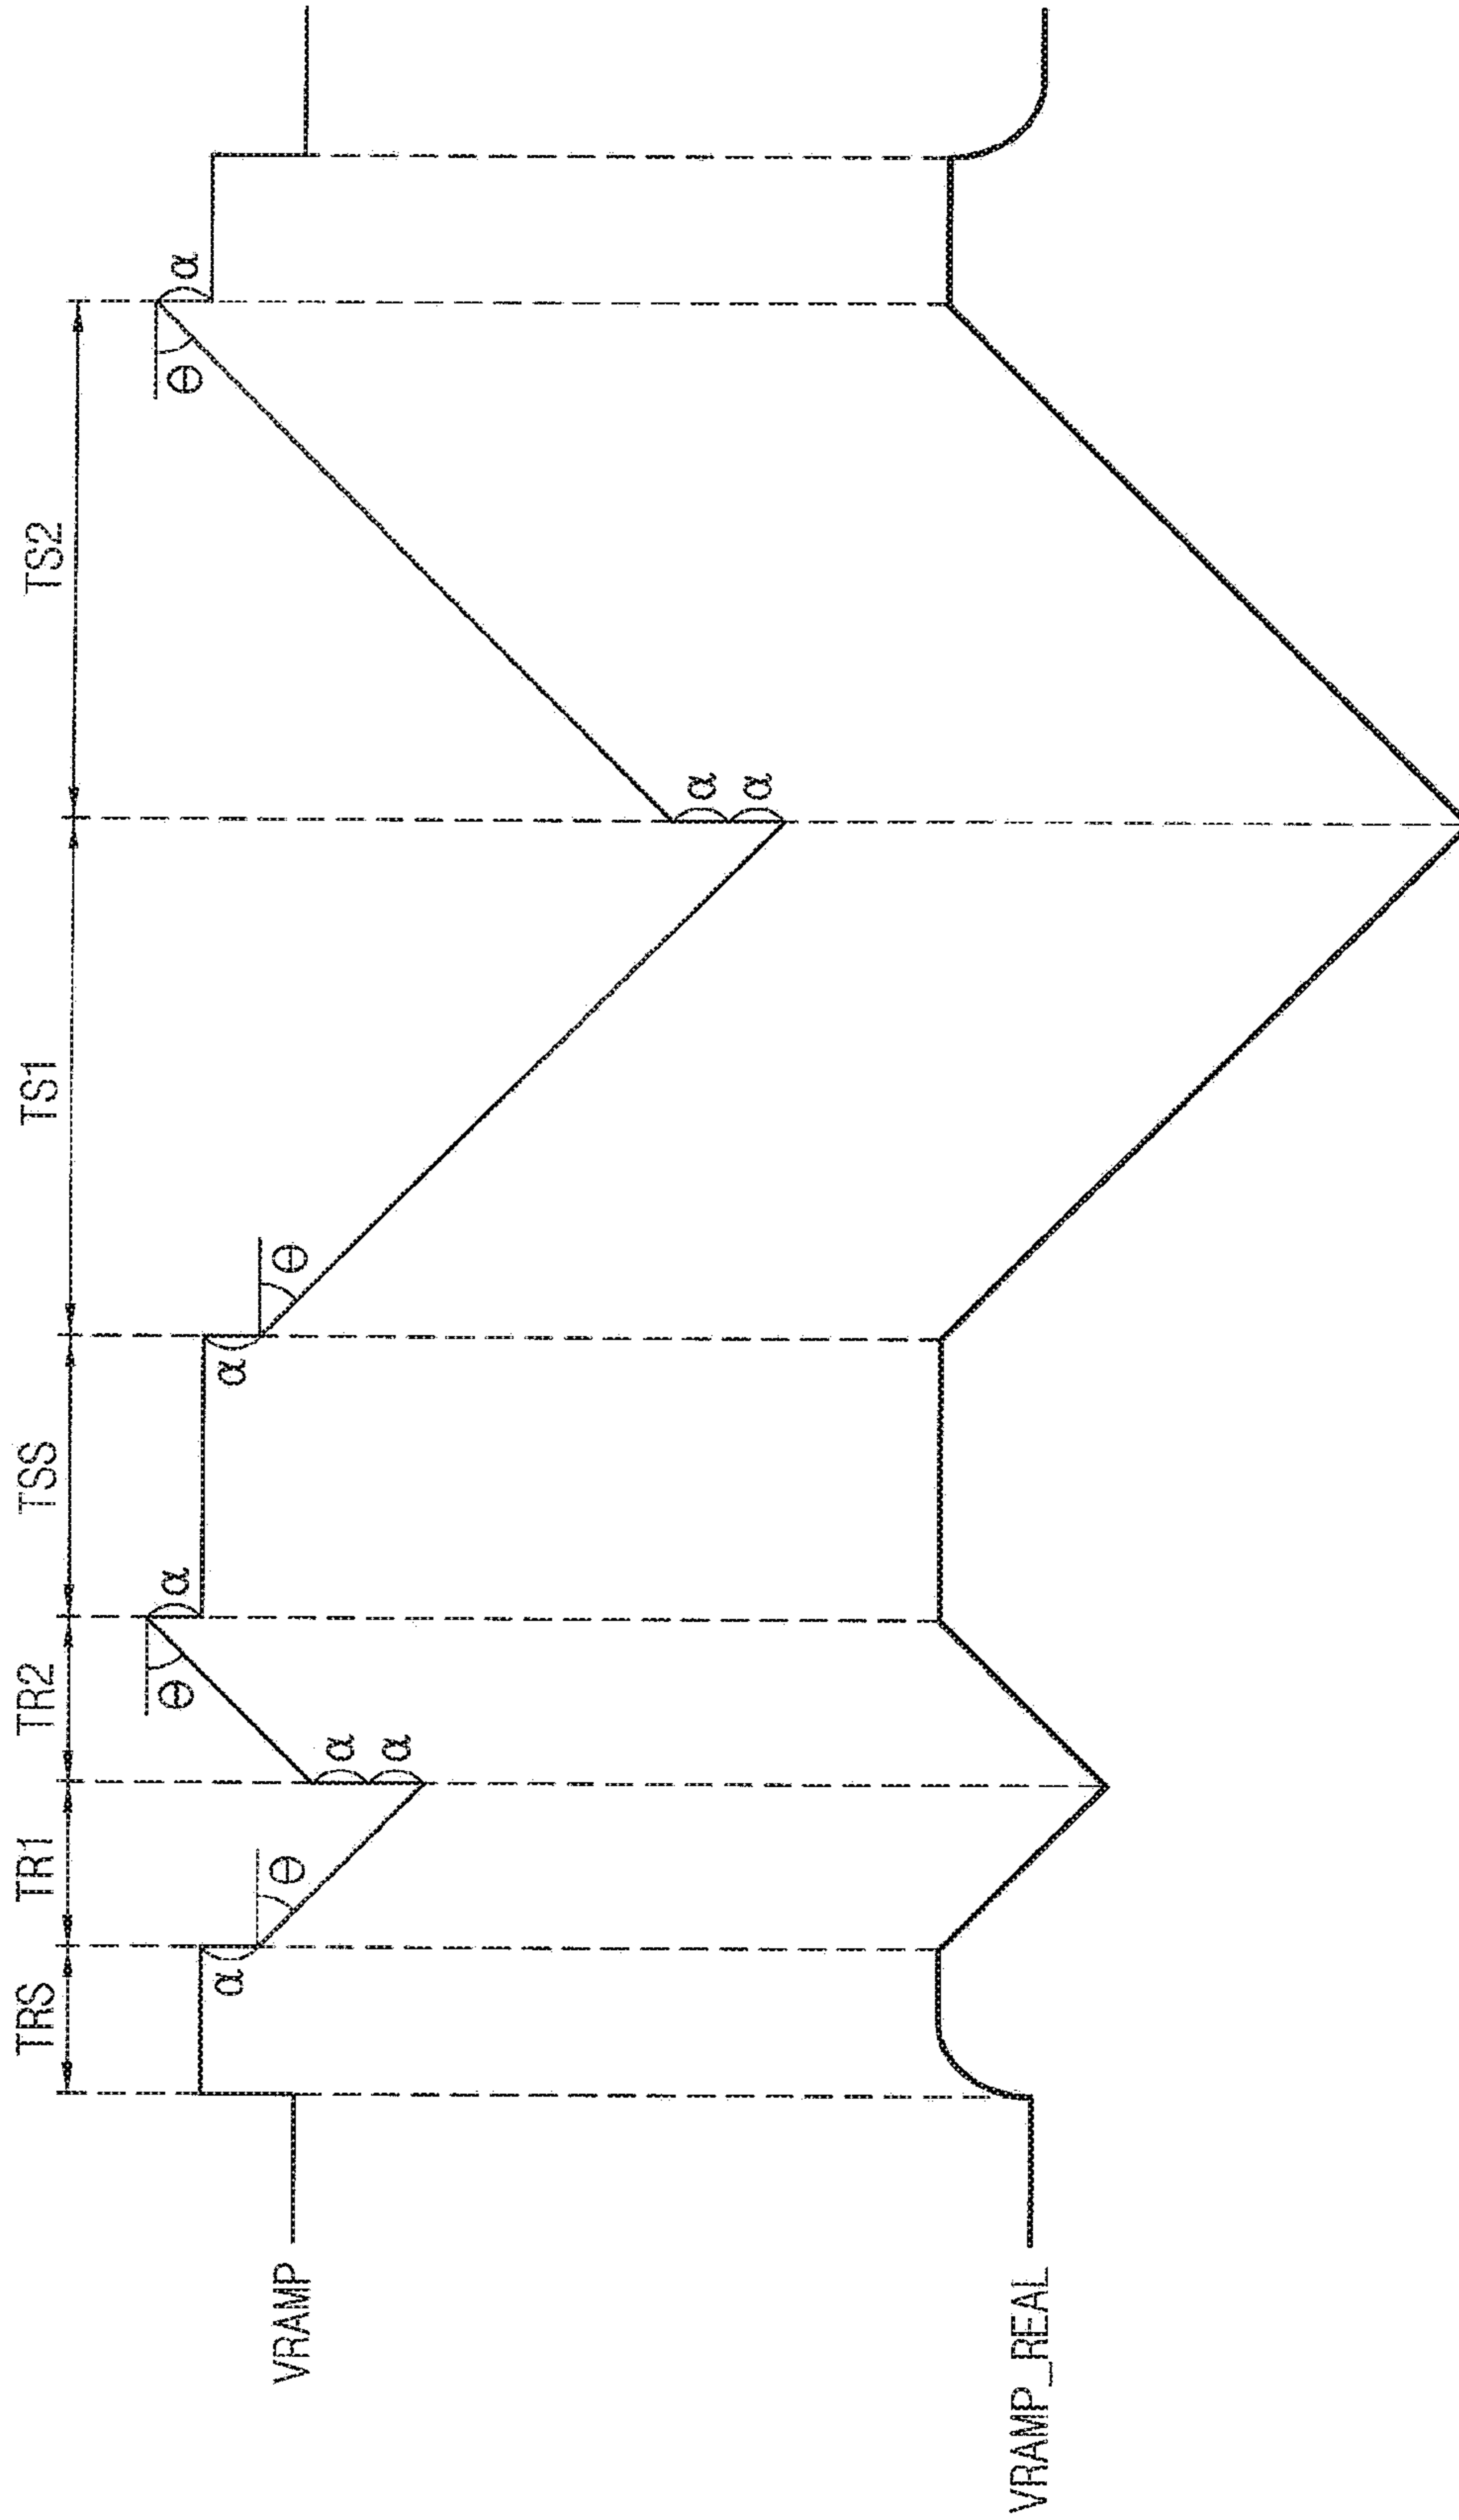 TRS
TR1
TR2
TSS
TS1
TS2
θ
α
θ
α
α
α
θ
θ
VRAMP
α
α
α
α
VRAMP_REAL